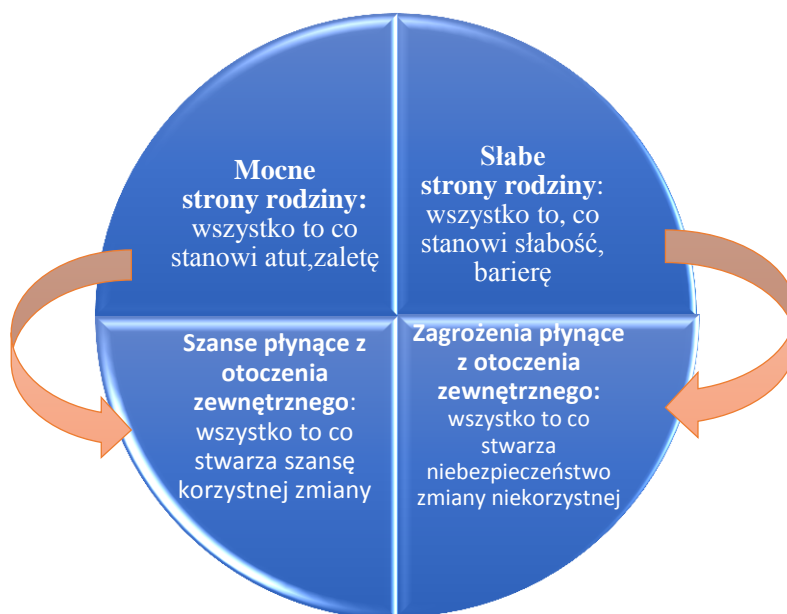 Mocne
strony rodziny:
wszystko to co
stanowi atut,zaletę
Słabe
strony rodziny:
wszystko to, co
stanowi słabość,
barierę
Szanse płynące z
otoczenia
zewnętrznego:
wszystko to co
stwarza szansę
korzystnej zmiany
Zagrożenia płynące
z otoczenia
zewnętrznego:
wszystko to co
stwarza
niebezpieczeństwo
zmiany niekorzystnej